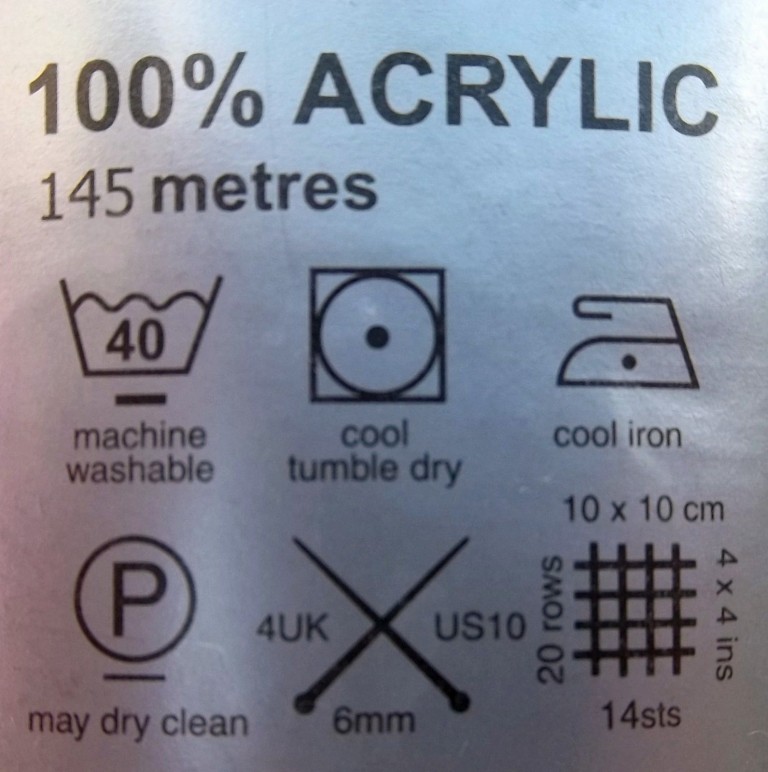 100% ACRYLIC
145 metres
40
machine
washable
cool
tumble dry
cool iron
P
may dry clean
4UK
US10
6mm
10 x 10 cm
20 rows
4 x 4 ins
14sts